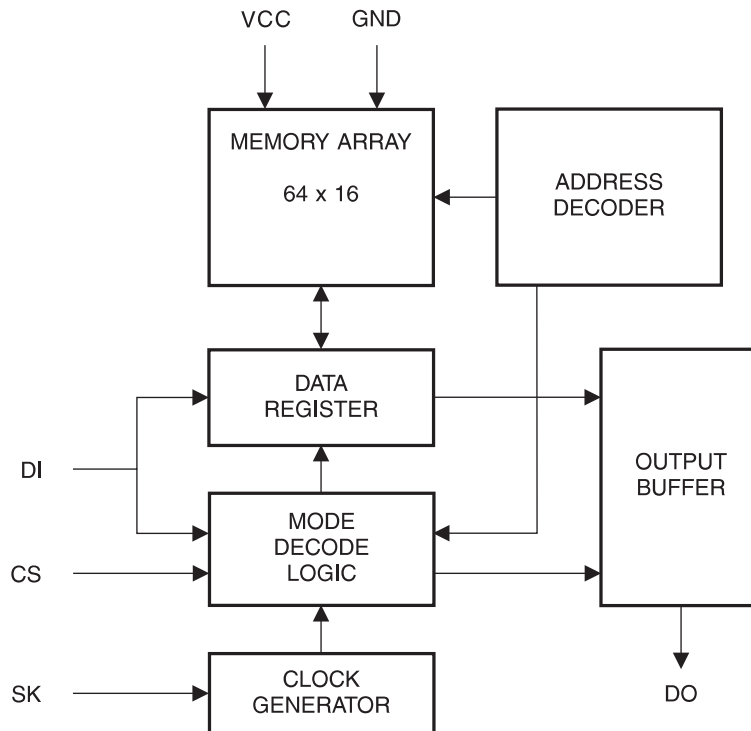 VCC
GND
MEMORY ARRAY
64 x 16
ADDRESS
DECODER
DATA
REGISTER
DI
OUTPUT
BUFFER
MODE
DECODE
LOGIC
CS
CLOCK
GENERATOR
SK
DO